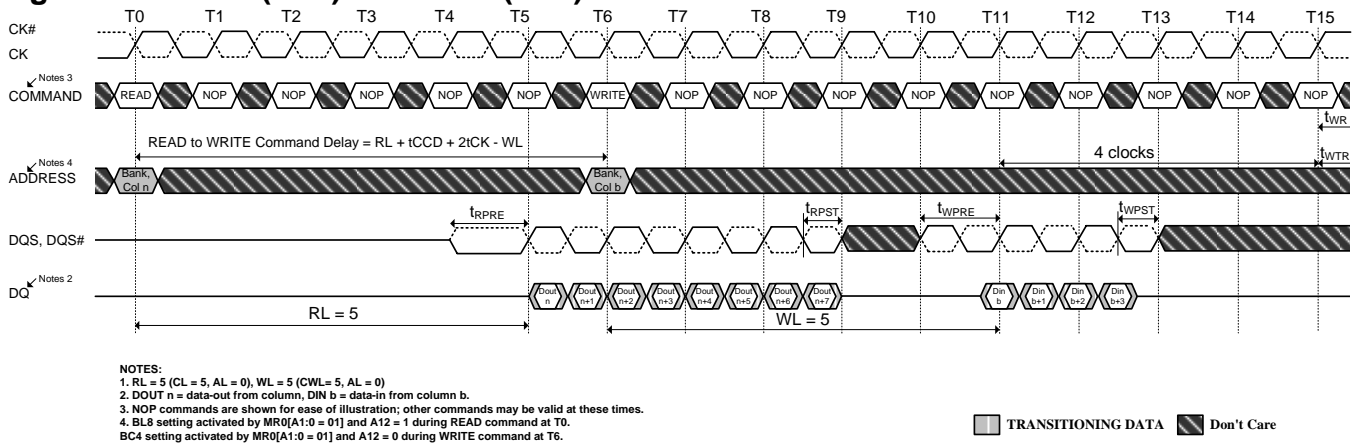 T0 T1 T2 T3 T4 T5 T6 T7 T8 T9 T10 T11 T12 T13 T14 T15
CK#
CK
Notes 3
COMMAND READ NOP NOP NOP NOP NOP WRITE NOP NOP NOP NOP NOP NOP NOP NOP NOP
tWR
READ to WRITE Command Delay = RL + tCCD + 2tCK - WL
4 clocks
tWTR
Notes 4
ADDRESS
Bank, Col n
Bank, Col b
tRPRE tRPST tWPRE tWPST
DQS, DQS#
Notes 2
DQ
Dout n Dout n+1 Dout n+2 Dout n+3 Dout n+4 Dout n+5 Dout n+6 Dout n+7 Din b Din b+1 Din b+2 Din b+3
RL = 5 WL = 5
NOTES:
1. RL = 5 (CL = 5, AL = 0), WL = 5 (CWL= 5, AL = 0)
2. DOUT n = data-out from column, DIN b = data-in from column b.
3. NOP commands are shown for ease of illustration; other commands may be valid at these times.
4. BL8 setting activated by MR0[A1:0 = 01] and A12 = 1 during READ command at T0.
BC4 setting activated by MR0[A1:0 = 01] and A12 = 0 during WRITE command at T6.
TRANSITIONING DATA Don't Care